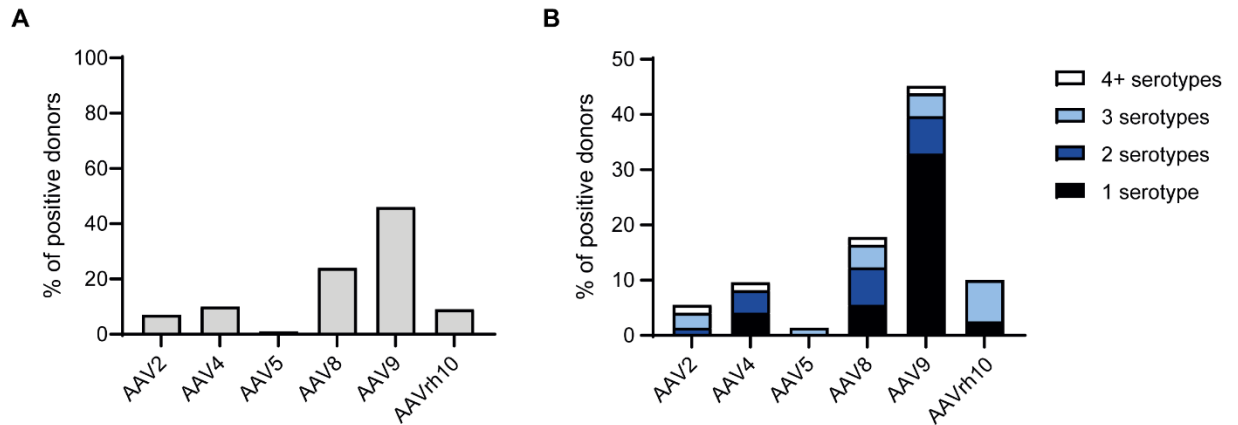 A
% of positive donors
100
80
60
40
20
0
AAV2
AAV4
AAV5
AAV8
AAV9
AAVrh10
B
% of positive donors
50
40
30
20
10
0
AAV2
AAV4
AAV5
AAV8
AAV9
AAVrh10
4+ serotypes
3 serotypes
2 serotypes
1 serotype